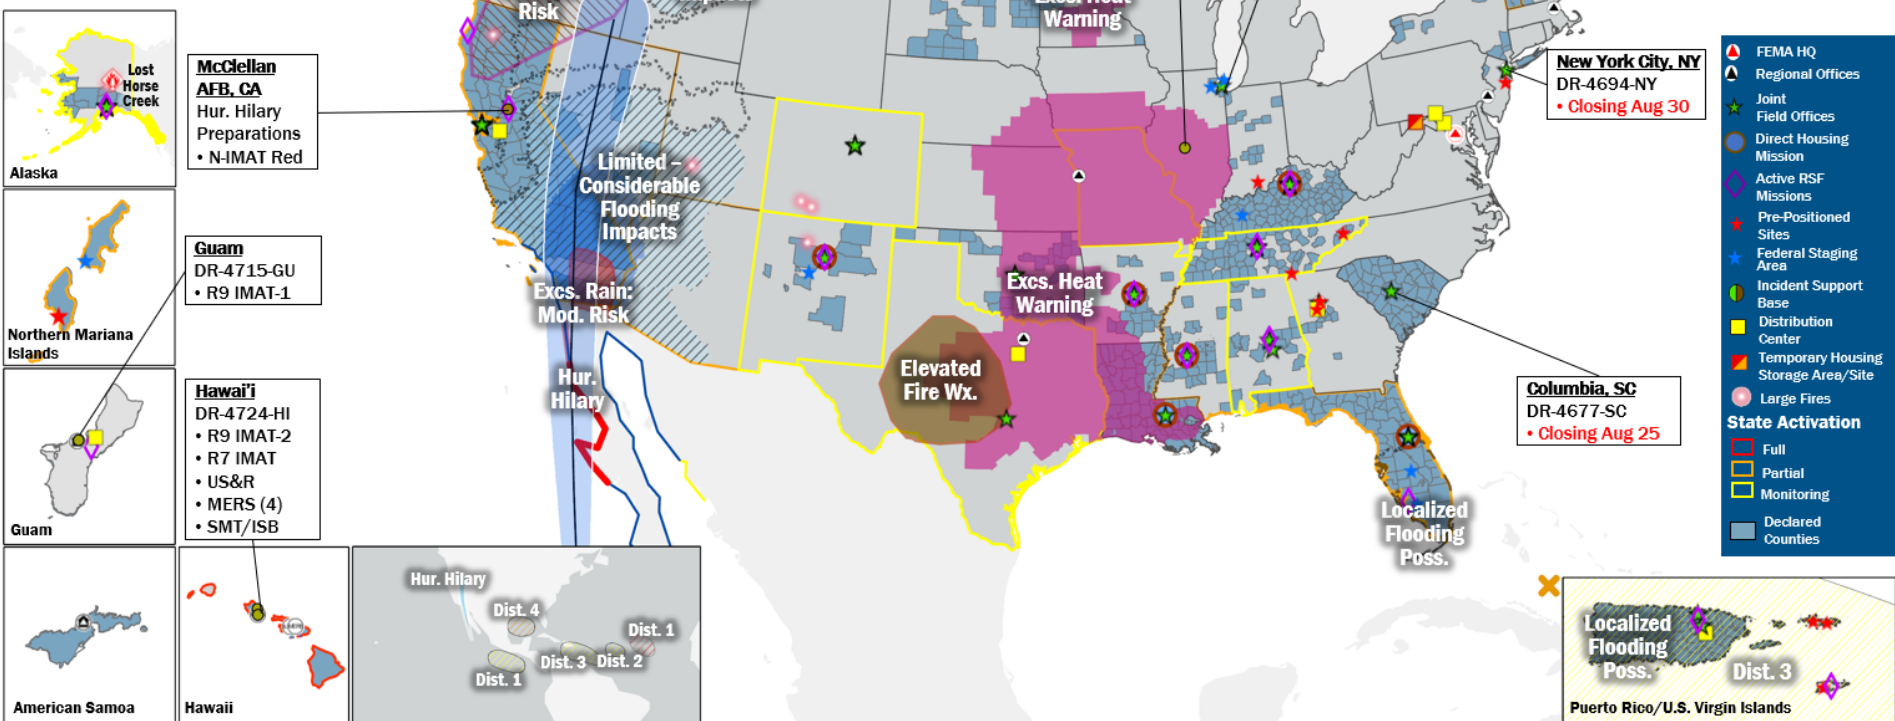 Risk
Excs. Heat
Warning
Lost
Horse
Creek
Alaska
McClellan
AFB, CA
Hur. Hilary
Preparations
• N-IMAT Red
Northern Mariana
Islands
Guam
DR-4715-GU
• R9 IMAT-1
Guam
Hawai'i
DR-4724-HI
• R9 IMAT-2
• R7 IMAT
• US&R
• MERS (4)
• SMT/ISB
American Samoa
Hawaii
Limited –
Considerable
Flooding
Impacts
Excs. Rain:
Mod. Risk
Hur.
Hilary
Elevated
Fire Wx.
Excs. Heat
Warning
Localized
Flooding
Poss.
New York City, NY
DR-4694-NY
• Closing Aug 30
Columbia, SC
DR-4677-SC
• Closing Aug 25
Hur. Hilary
Dist. 4
Dist. 1
Dist. 3
Dist. 2
Dist. 1
Localized
Flooding
Poss.
Dist. 3
Puerto Rico/U.S. Virgin Islands
FEMA HQ
Regional Offices
Joint
Field Offices
Direct Housing
Mission
Active RSF
Missions
Pre-Positioned
Sites
Federal Staging
Area
Incident Support
Base
Distribution
Center
Temporary Housing
Storage Area/Site
Large Fires
State Activation
Full
Partial
Monitoring
Declared
Counties